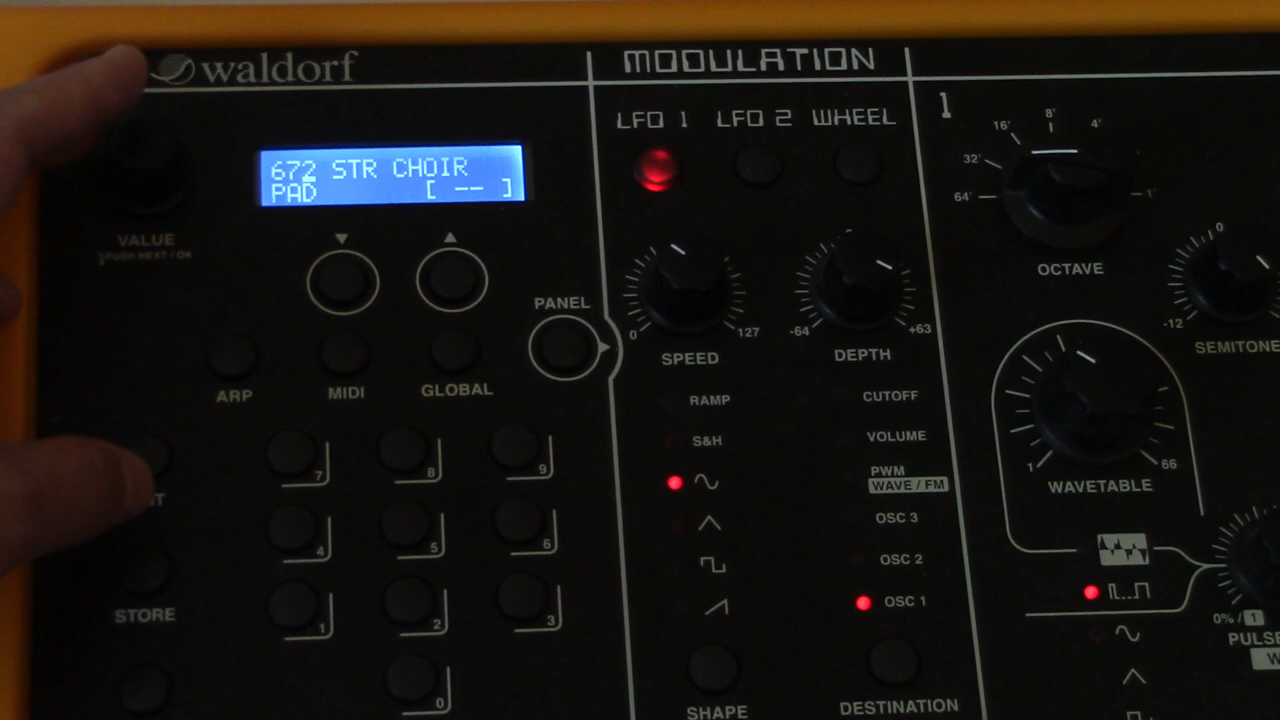 waldorf
672 STR CHOIR
PAD [ -- ]
VALUE
PUSH NEXT / OK
PANEL
ARP
MIDI
GLOBAL
7
8
9
4
5
6
STORE
1
2
3
0
MODULATION
LFO 1 LFO 2 WHEEL
0
127
SPEED
-64
+63
DEPTH
RAMP
S&H
SHAPE
CUTOFF
VOLUME
PWM
WAVE / FM
OSC 3
OSC 2
OSC 1
DESTINATION
1
64'
32'
16'
8'
4'
1'
OCTAVE
0
-12
SEMITONE
1
66
WAVETABLE
0% / 1